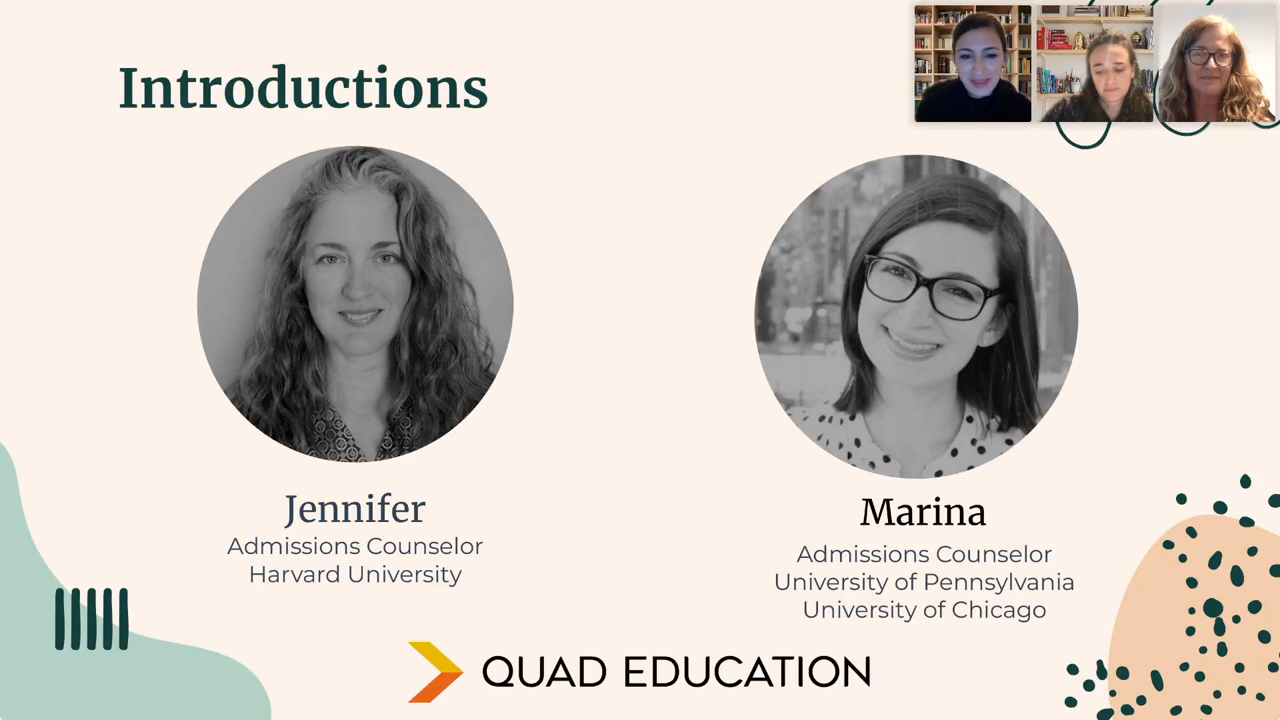 Introductions
Jennifer
Admissions Counselor
Harvard University
Marina
Admissions Counselor
University of Pennsylvania
University of Chicago
QUAD EDUCATION